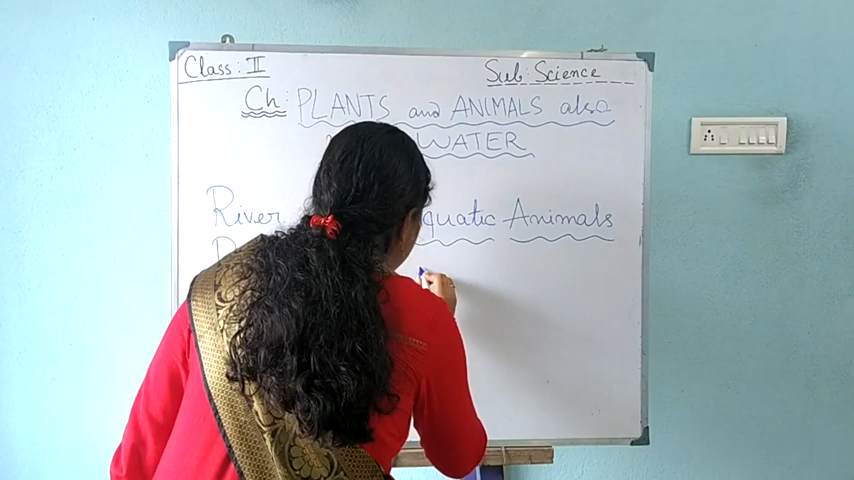 Class: II Sub: Science
Ch: PLANTS and ANIMALS also
WATER
River quatic Animals